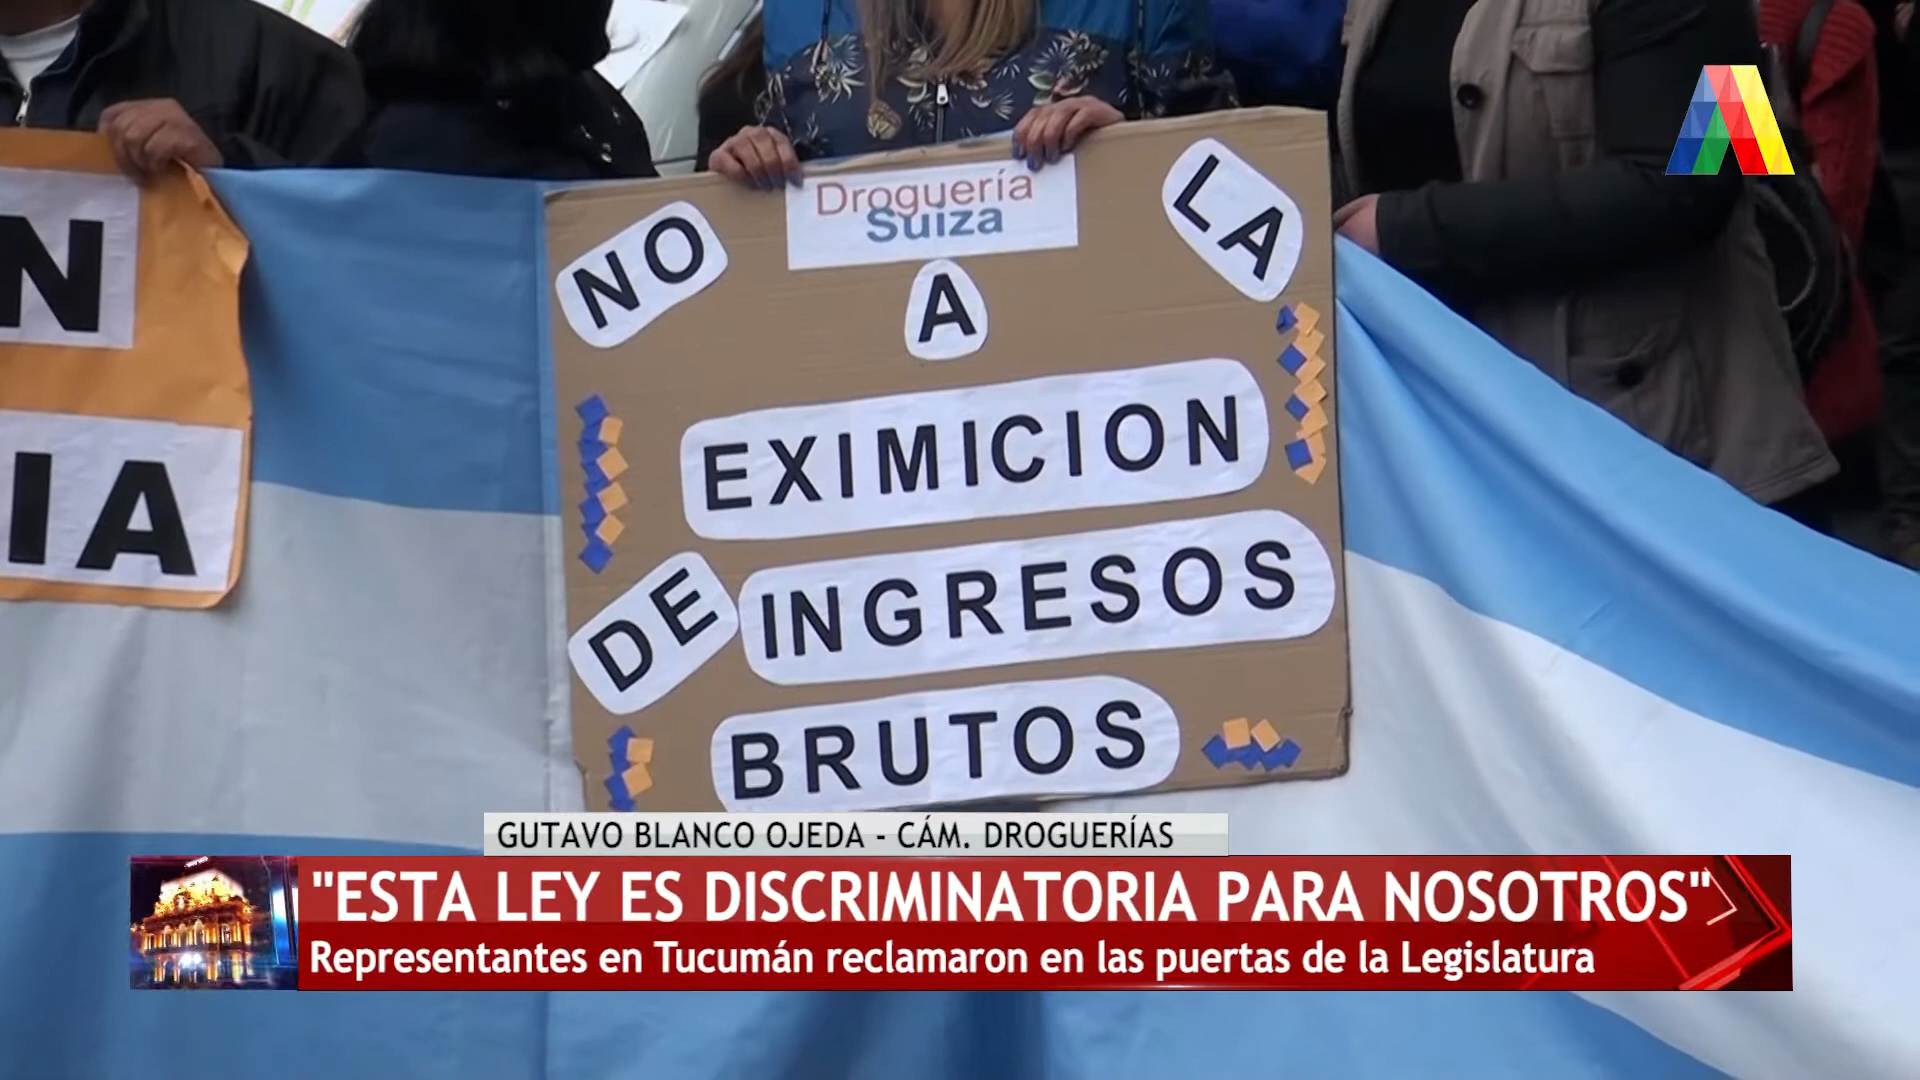 N
IA
Droguería
Suiza
NO A LA
EXIMICION
DE INGRESOS
BRUTOS
GUTAVO BLANCO OJEDA - CÁM. DROGUERÍAS
"ESTA LEY ES DISCRIMINATORIA PARA NOSOTROS"
Representantes en Tucumán reclamaron en las puertas de la Legislatura